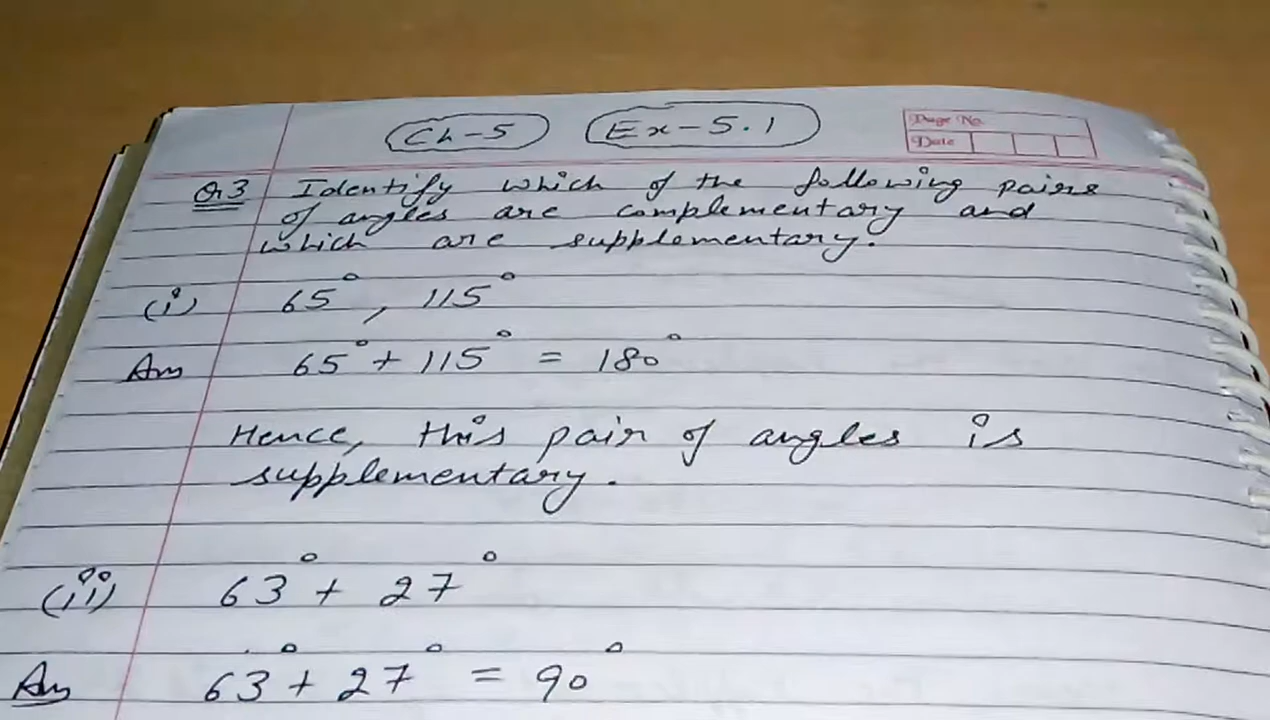 Ch-5 Ex-5.1
Page No.
Date
Q.3 Identify which of the following pairs
of angles are complementary and
which are supplementary.
(i) 65°, 115°
Ans 65° + 115° = 180°
Hence, this pair of angles is
supplementary.
(ii) 63° + 27°
Ans 63° + 27° = 90°